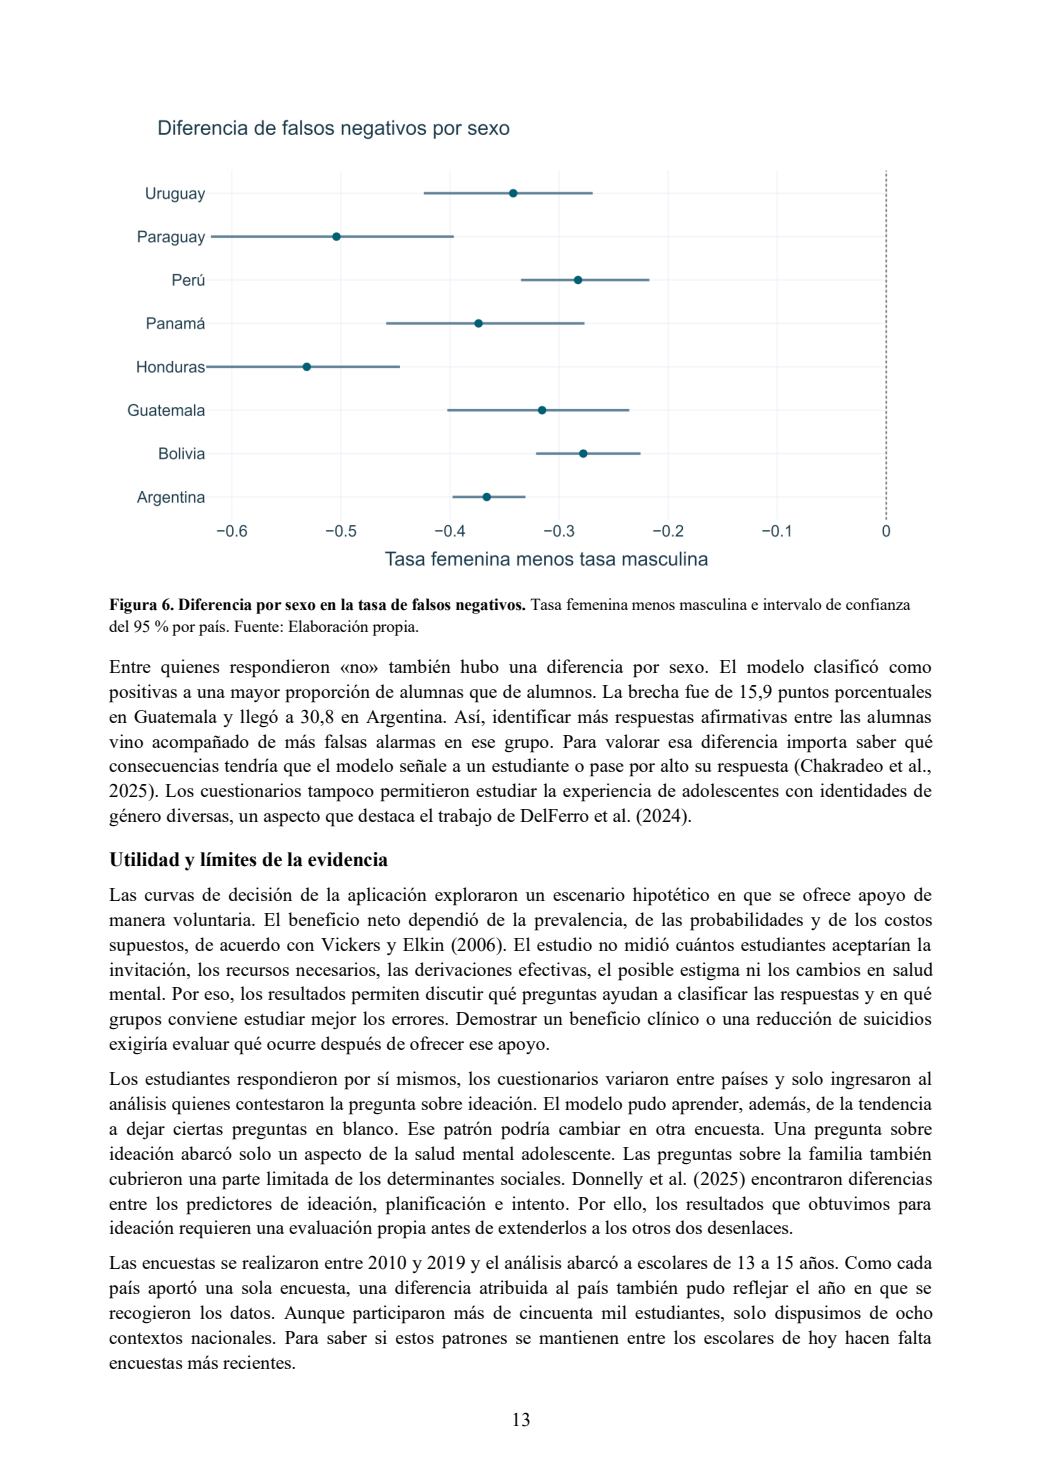 Diferencia de falsos negativos por sexo
Uruguay
Paraguay
Perú
Panamá
Honduras
Guatemala
Bolivia
Argentina
−0.6 −0.5 −0.4 −0.3 −0.2 −0.1 0
Tasa femenina menos tasa masculina
Figura 6. Diferencia por sexo en la tasa de falsos negativos. Tasa femenina menos masculina e intervalo de confianza
del 95 % por país. Fuente: Elaboración propia.
Entre quienes respondieron «no» también hubo una diferencia por sexo. El modelo clasificó como
positivas a una mayor proporción de alumnas que de alumnos. La brecha fue de 15,9 puntos porcentuales
en Guatemala y llegó a 30,8 en Argentina. Así, identificar más respuestas afirmativas entre las alumnas
vino acompañado de más falsas alarmas en ese grupo. Para valorar esa diferencia importa saber qué
consecuencias tendría que el modelo señale a un estudiante o pase por alto su respuesta (Chakradeo et al.,
2025). Los cuestionarios tampoco permitieron estudiar la experiencia de adolescentes con identidades de
género diversas, un aspecto que destaca el trabajo de DelFerro et al. (2024).
Utilidad y límites de la evidencia
Las curvas de decisión de la aplicación exploraron un escenario hipotético en que se ofrece apoyo de
manera voluntaria. El beneficio neto dependió de la prevalencia, de las probabilidades y de los costos
supuestos, de acuerdo con Vickers y Elkin (2006). El estudio no midió cuántos estudiantes aceptarían la
invitación, los recursos necesarios, las derivaciones efectivas, el posible estigma ni los cambios en salud
mental. Por eso, los resultados permiten discutir qué preguntas ayudan a clasificar las respuestas y en qué
grupos conviene estudiar mejor los errores. Demostrar un beneficio clínico o una reducción de suicidios
exigiría evaluar qué ocurre después de ofrecer ese apoyo.
Los estudiantes respondieron por sí mismos, los cuestionarios variaron entre países y solo ingresaron al
análisis quienes contestaron la pregunta sobre ideación. El modelo pudo aprender, además, de la tendencia
a dejar ciertas preguntas en blanco. Ese patrón podría cambiar en otra encuesta. Una pregunta sobre
ideación abarcó solo un aspecto de la salud mental adolescente. Las preguntas sobre la familia también
cubrieron una parte limitada de los determinantes sociales. Donnelly et al. (2025) encontraron diferencias
entre los predictores de ideación, planificación e intento. Por ello, los resultados que obtuvimos para
ideación requieren una evaluación propia antes de extenderlos a los otros dos desenlaces.
Las encuestas se realizaron entre 2010 y 2019 y el análisis abarcó a escolares de 13 a 15 años. Como cada
país aportó una sola encuesta, una diferencia atribuida al país también pudo reflejar el año en que se
recogieron los datos. Aunque participaron más de cincuenta mil estudiantes, solo dispusimos de ocho
contextos nacionales. Para saber si estos patrones se mantienen entre los escolares de hoy hacen falta
encuestas más recientes.
13